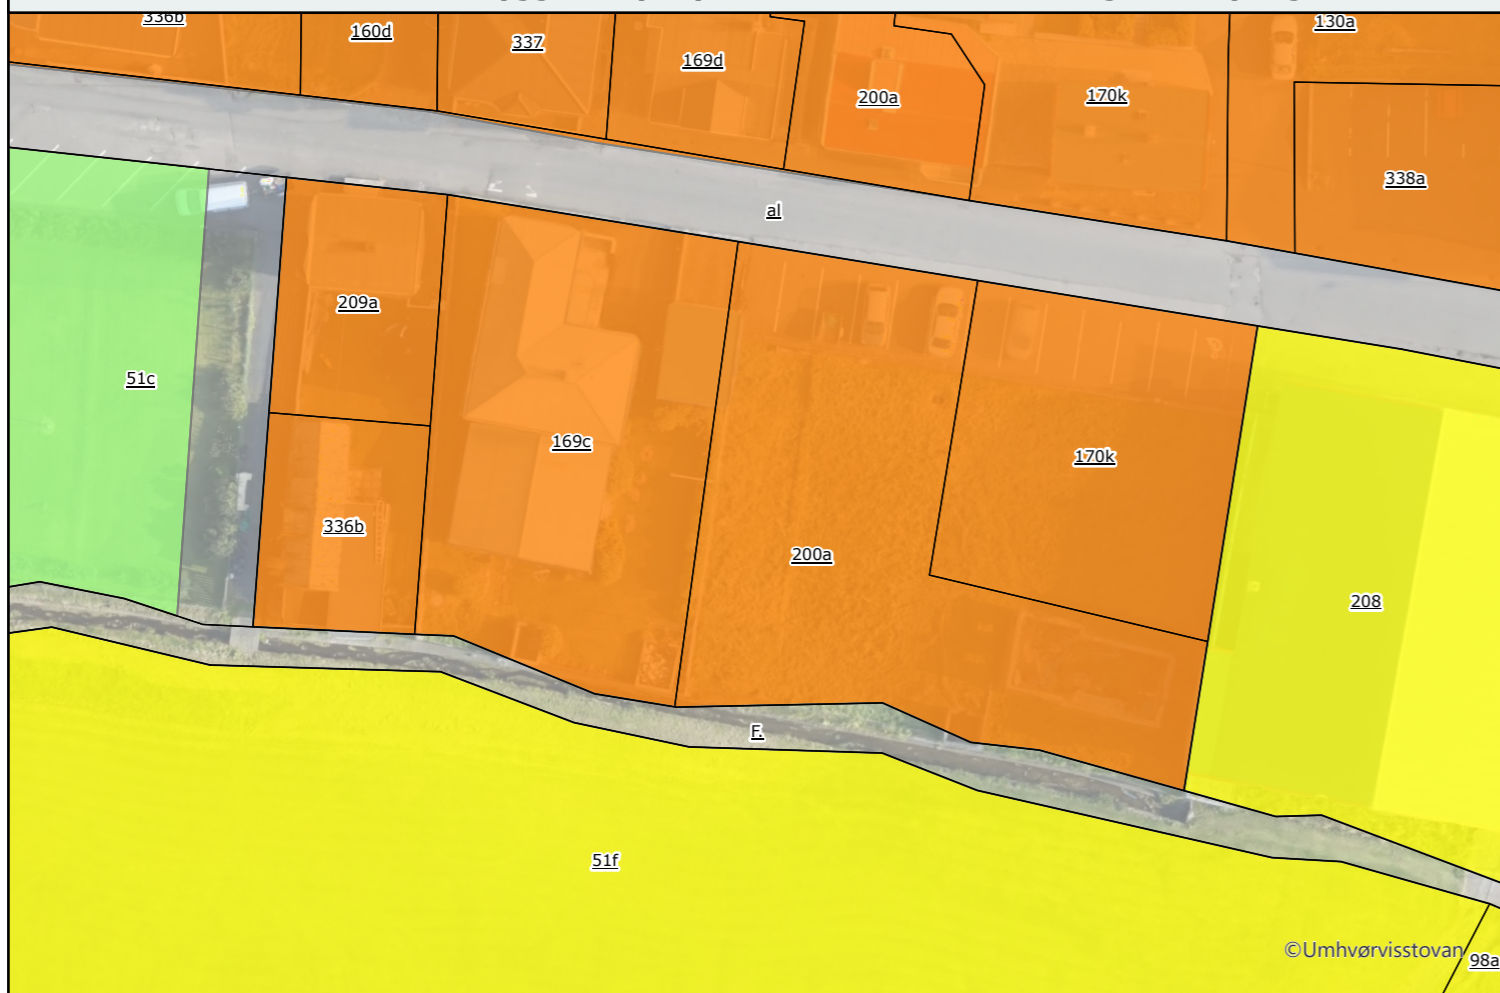 336b
160d
337
169d
200a
170k
130a
338a
al
209a
51c
169c
170k
336b
200a
208
F.
51f
©Umhvørvisstovan
98a